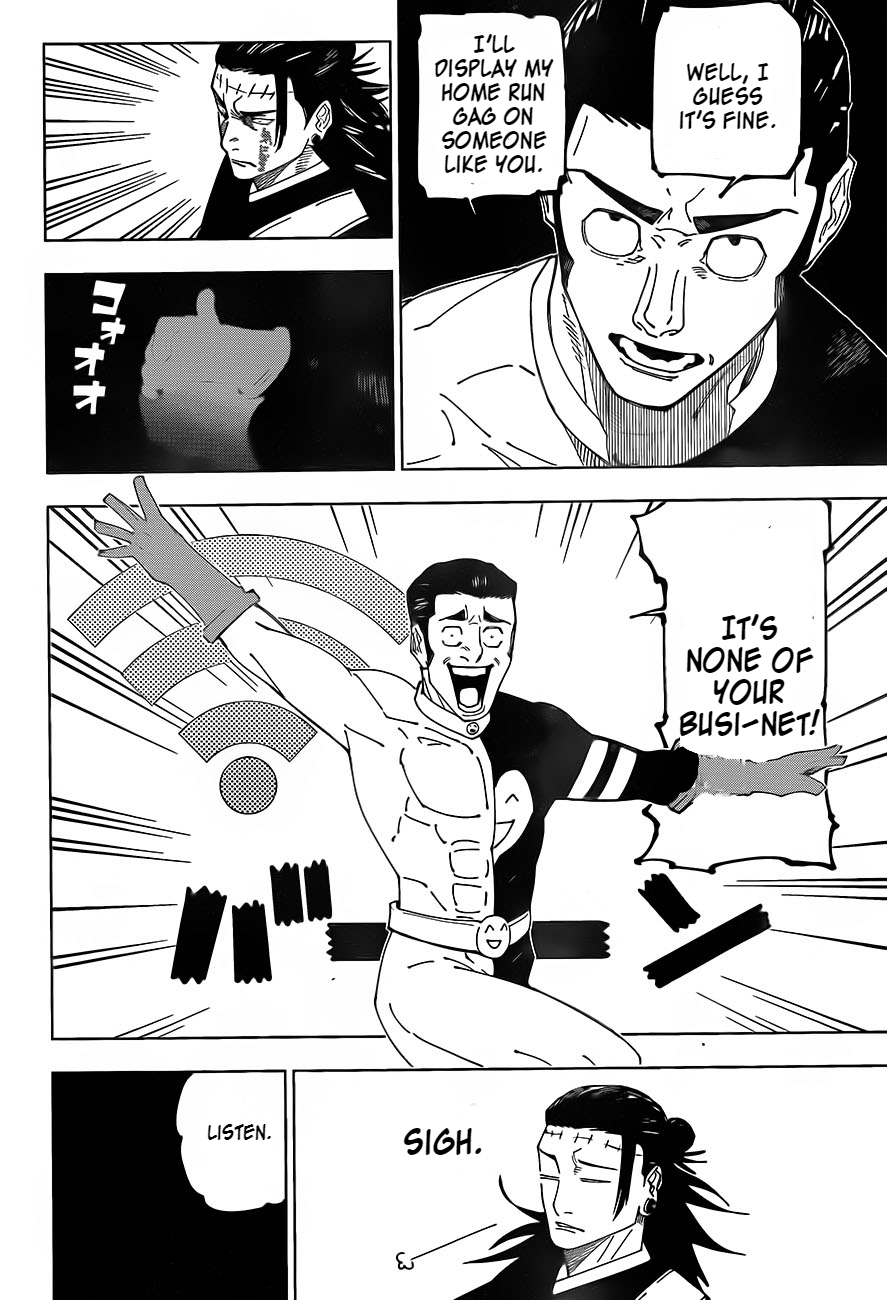 WELL, I
GUESS
IT'S FINE.
I'LL
DISPLAY MY
HOME RUN
GAG ON
SOMEONE
LIKE YOU.
コォオオ
IT'S
NONE OF
YOUR
BUSI-NET!
SIGH.
LISTEN.